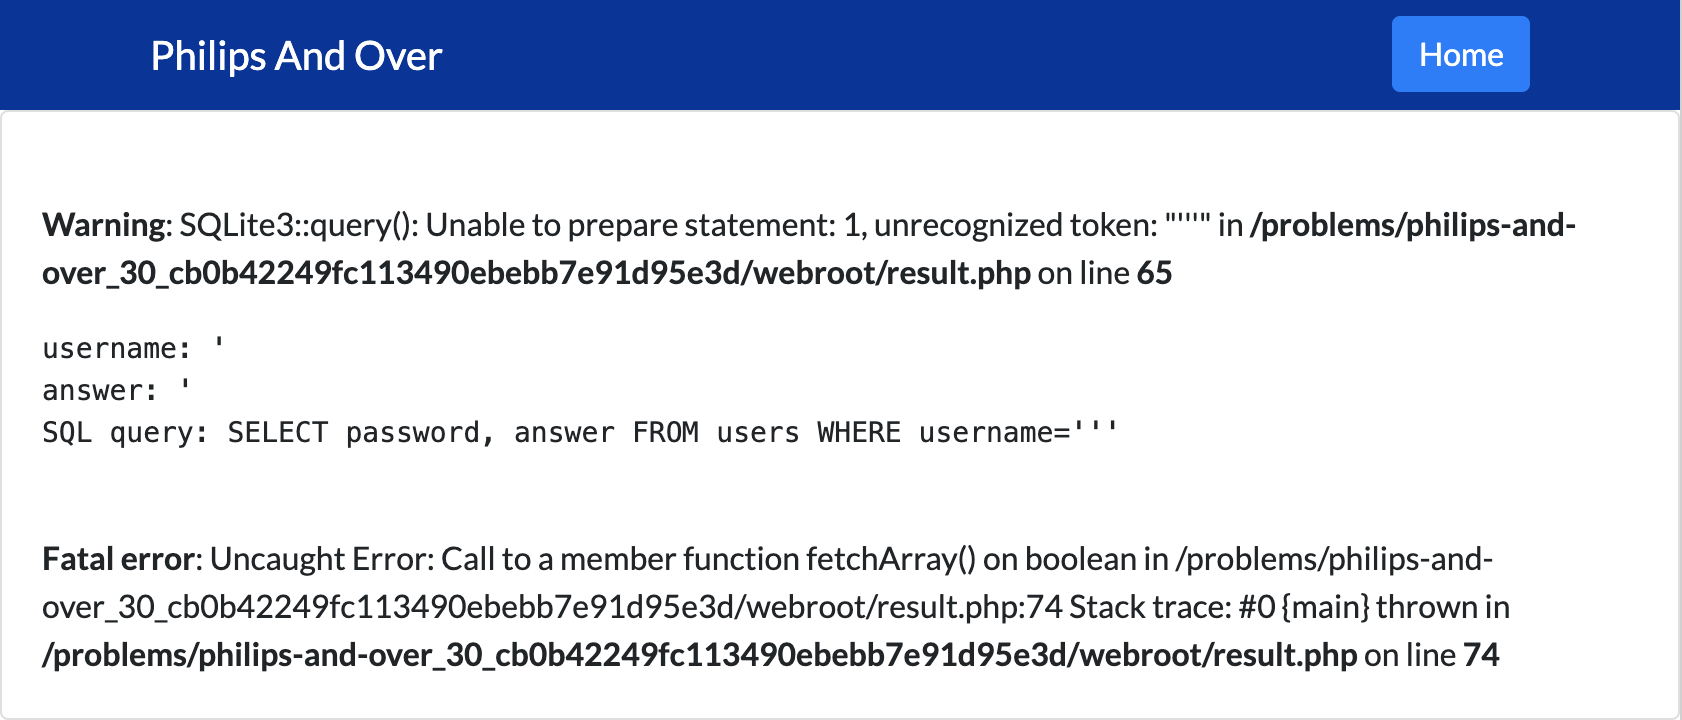 Philips And Over
Home
Warning: SQLite3::query(): Unable to prepare statement: 1, unrecognized token: "'''" in /problems/philips-and-
over_30_cb0b42249fc113490ebebb7e91d95e3d/webroot/result.php on line 65
username: '
answer: '
SQL query: SELECT password, answer FROM users WHERE username='''
Fatal error: Uncaught Error: Call to a member function fetchArray() on boolean in /problems/philips-and-
over_30_cb0b42249fc113490ebebb7e91d95e3d/webroot/result.php:74 Stack trace: #0 {main} thrown in
/problems/philips-and-over_30_cb0b42249fc113490ebebb7e91d95e3d/webroot/result.php on line 74